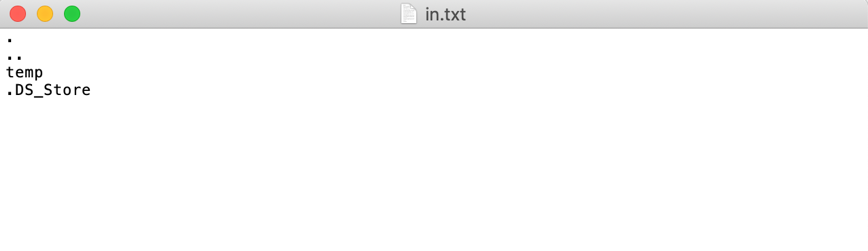 in.txt
.
..
temp
.DS_Store